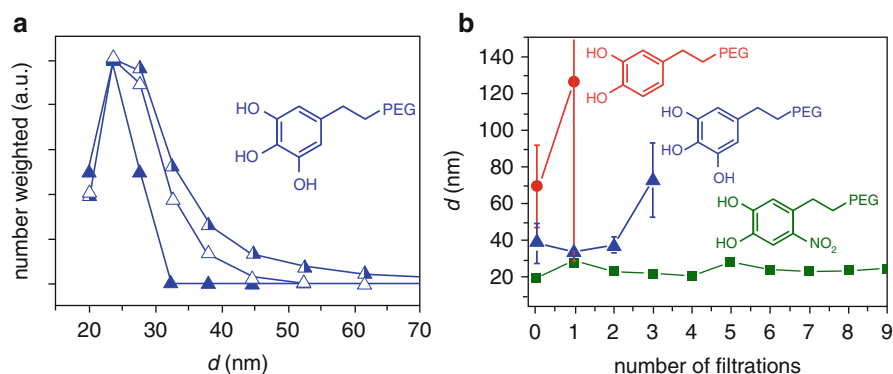 a
number weighted (a.u.)
HO
HO
OH
PEG
20 30 40 50 60 70
d (nm)
b
d (nm)
140
120
100
80
60
40
20
HO
HO
PEG
HO
HO
OH
PEG
HO
HO
NO2
PEG
0 1 2 3 4 5 6 7 8 9
number of filtrations